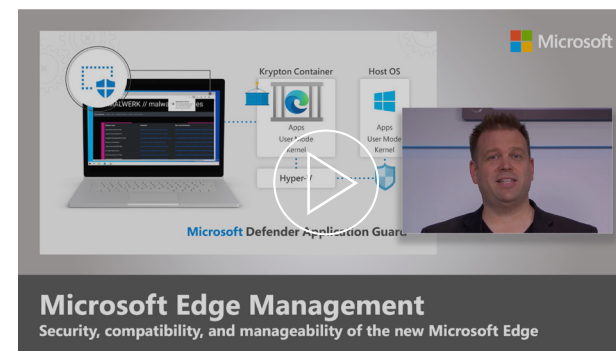 Microsoft
Krypton Container
Host OS
Apps
User Mode
Kernel
Apps
User Mode
Kernel
Hyper-V
Microsoft Defender Application Guard
Microsoft Edge Management
Security, compatibility, and manageability of the new Microsoft Edge